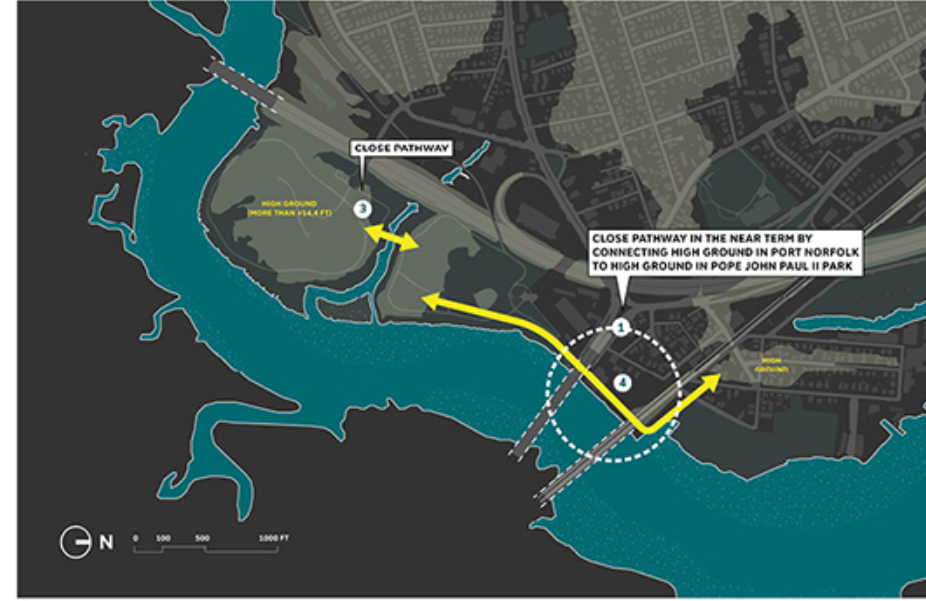 CLOSE PATHWAY
HIGH GROUND
(MORE THAN +14.4 FT)
3
CLOSE PATHWAY IN THE NEAR TERM BY
CONNECTING HIGH GROUND IN PORT NORFOLK
TO HIGH GROUND IN POPE JOHN PAUL II PARK
1
4
HIGH
GROUND
N
0 100 500 1000 FT